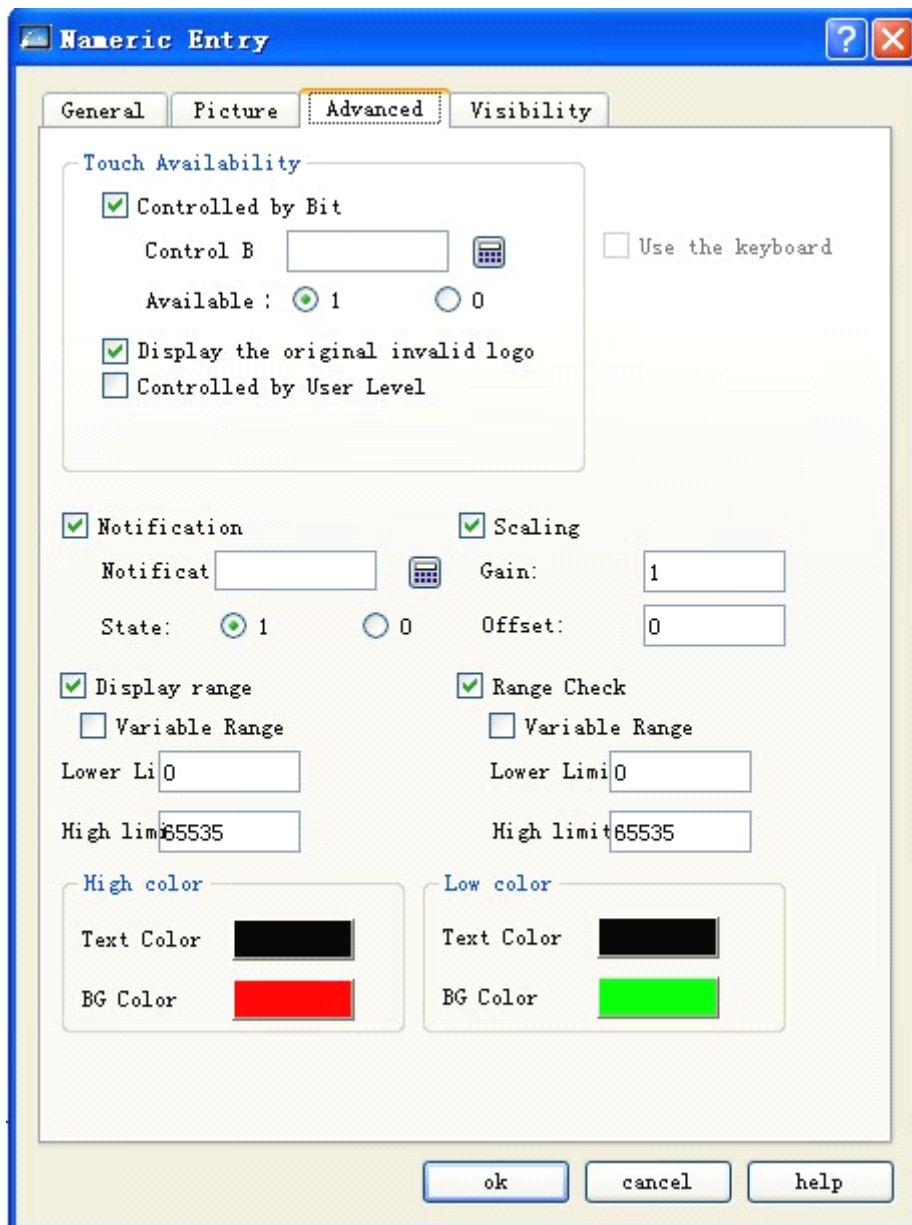 Nameric Entry
General Picture Advanced Visibility
Touch Availability
Controlled by Bit
Control B
Use the keyboard
Available : 1 0
Display the original invalid logo
Controlled by User Level
Notification Scaling
Notificat Gain: 1
State: 1 0 Offset: 0
Display range Range Check
Variable Range Variable Range
Lower Li 0 Lower Limi 0
High limi 65535 High limit 65535
High color Low color
Text Color Text Color
BG Color BG Color
ok cancel help